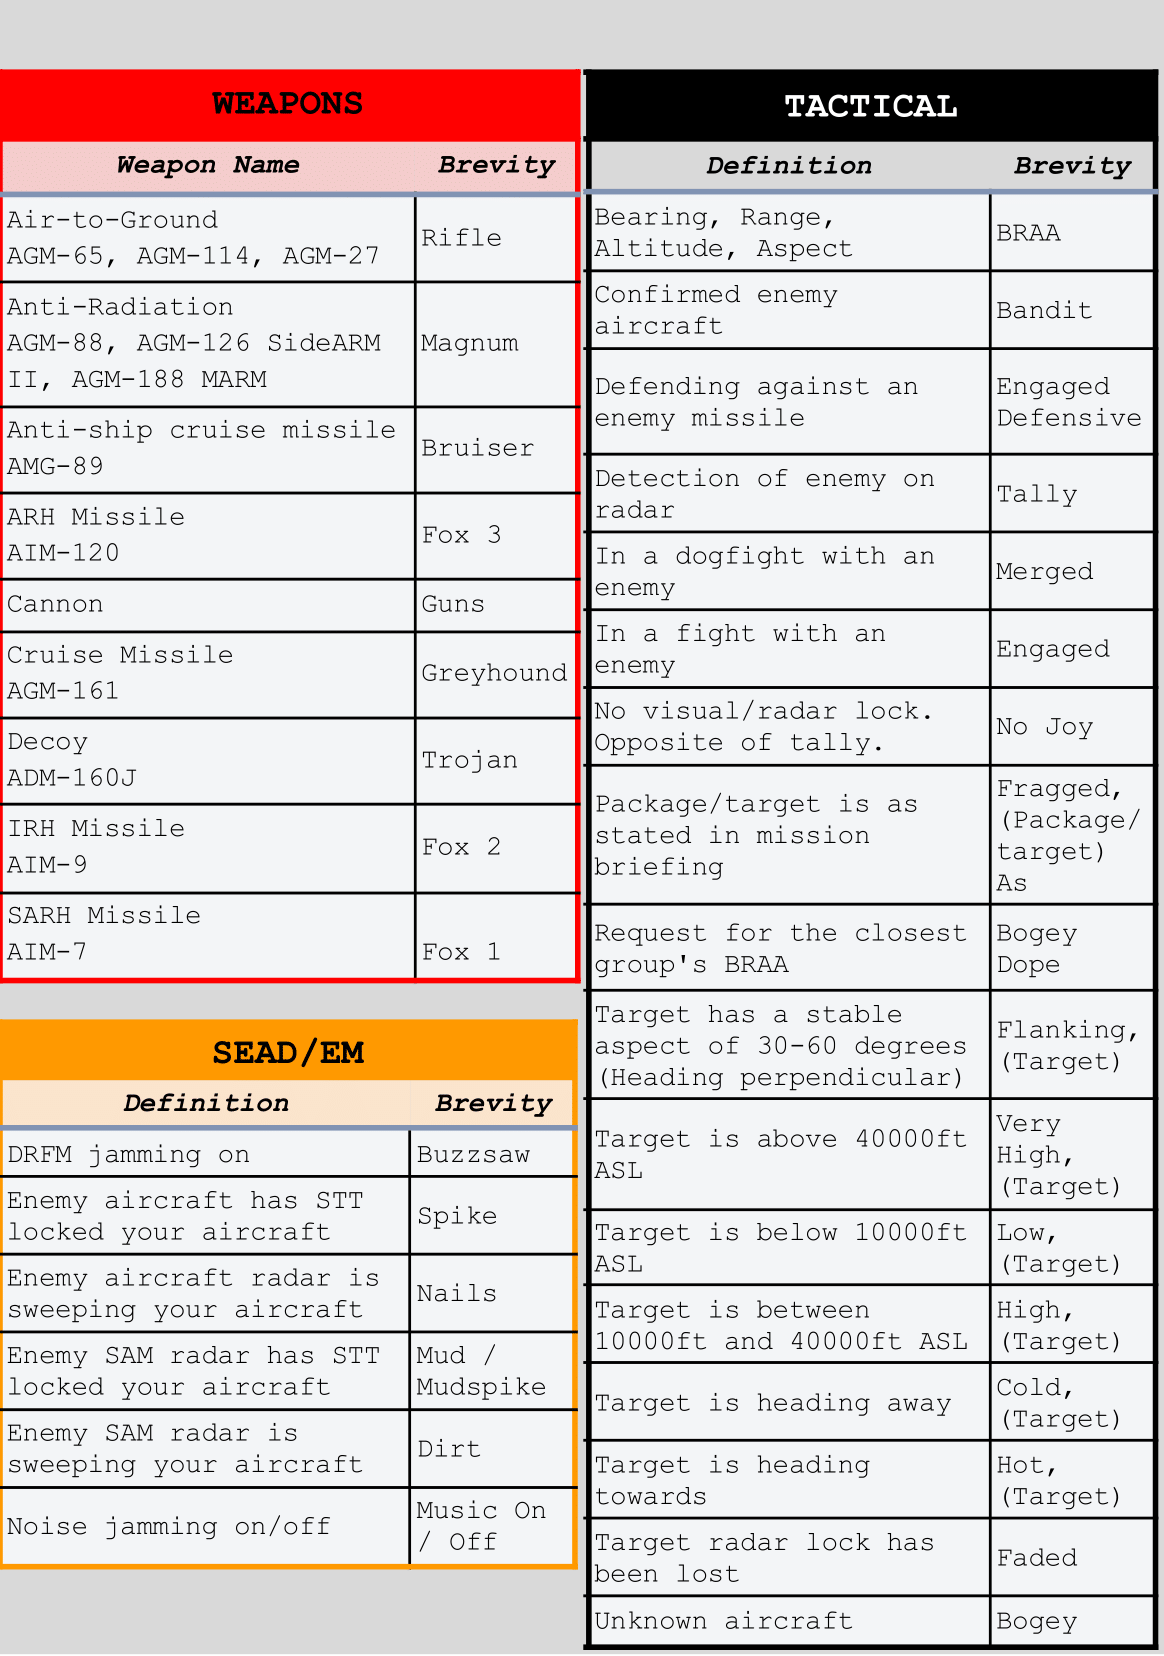 WEAPONS
Weapon Name Brevity
Air-to-Ground
AGM-65, AGM-114, AGM-27
Rifle
Anti-Radiation
AGM-88, AGM-126 SideARM
II, AGM-188 MARM
Magnum
Anti-ship cruise missile
AMG-89
Bruiser
ARH Missile
AIM-120
Fox 3
Cannon
Guns
Cruise Missile
AGM-161
Greyhound
Decoy
ADM-160J
Trojan
IRH Missile
AIM-9
Fox 2
SARH Missile
AIM-7
Fox 1
SEAD/EM
Definition Brevity
DRFM jamming on
Buzzsaw
Enemy aircraft has STT
locked your aircraft
Spike
Enemy aircraft radar is
sweeping your aircraft
Nails
Enemy SAM radar has STT
locked your aircraft
Mud /
Mudspike
Enemy SAM radar is
sweeping your aircraft
Dirt
Noise jamming on/off
Music On
/ Off
TACTICAL
Definition Brevity
Bearing, Range,
Altitude, Aspect
BRAA
Confirmed enemy
aircraft
Bandit
Defending against an
enemy missile
Engaged
Defensive
Detection of enemy on
radar
Tally
In a dogfight with an
enemy
Merged
In a fight with an
enemy
Engaged
No visual/radar lock.
Opposite of tally.
No Joy
Package/target is as
stated in mission
briefing
Fragged,
(Package/
target)
As
Request for the closest
group's BRAA
Bogey
Dope
Target has a stable
aspect of 30-60 degrees
(Heading perpendicular)
Flanking,
(Target)
Target is above 40000ft
ASL
Very
High,
(Target)
Target is below 10000ft
ASL
Low,
(Target)
Target is between
10000ft and 40000ft ASL
High,
(Target)
Target is heading away
Cold,
(Target)
Target is heading
towards
Hot,
(Target)
Target radar lock has
been lost
Faded
Unknown aircraft
Bogey